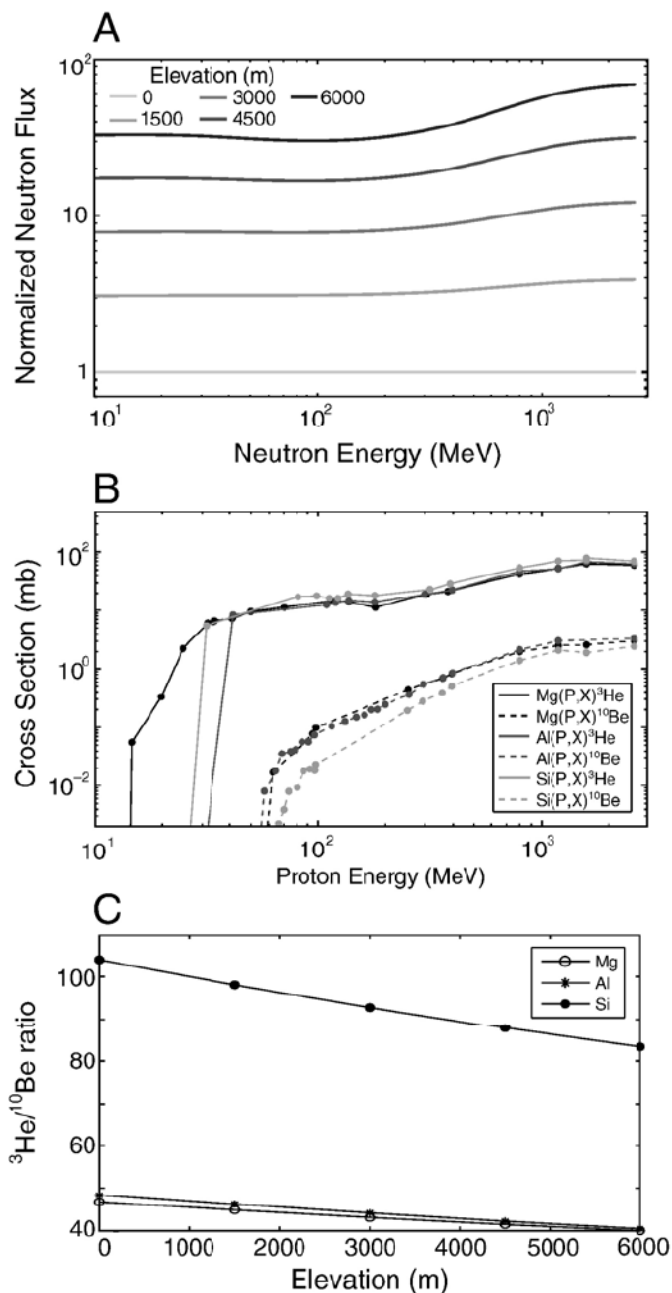 A
10²
Elevation (m)
0 3000 6000
1500 4500
Normalized Neutron Flux
10
1
10¹ 10² 10³
Neutron Energy (MeV)
B
Cross Section (mb)
10²
10⁰
10⁻²
Mg(P,X)³He
Mg(P,X)¹⁰Be
Al(P,X)³He
Al(P,X)¹⁰Be
Si(P,X)³He
Si(P,X)¹⁰Be
10¹ 10² 10³
Proton Energy (MeV)
C
³He/¹⁰Be ratio
100
80
60
40
Mg
Al
Si
0 1000 2000 3000 4000 5000 6000
Elevation (m)